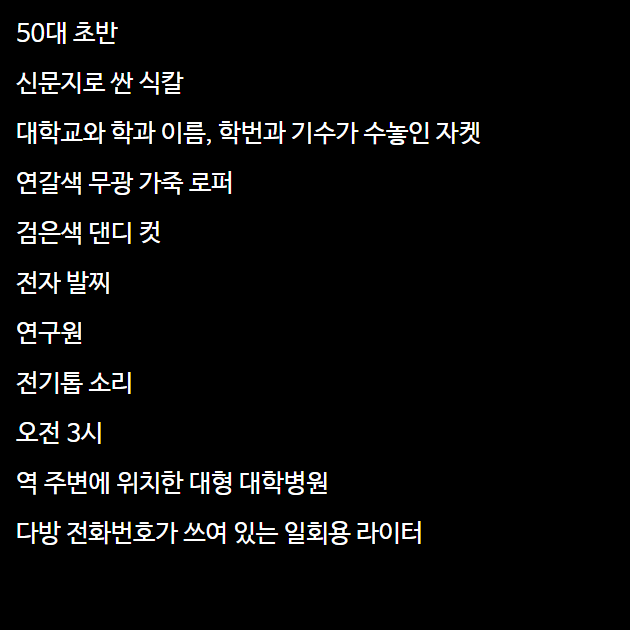 50대 초반
신문지로 싼 식칼
대학교와 학과 이름, 학번과 기수가 수놓인 자켓
연갈색 무광 가죽 로퍼
검은색 댄디 컷
전자 발찌
연구원
전기톱 소리
오전 3시
역 주변에 위치한 대형 대학병원
다방 전화번호가 쓰여 있는 일회용 라이터